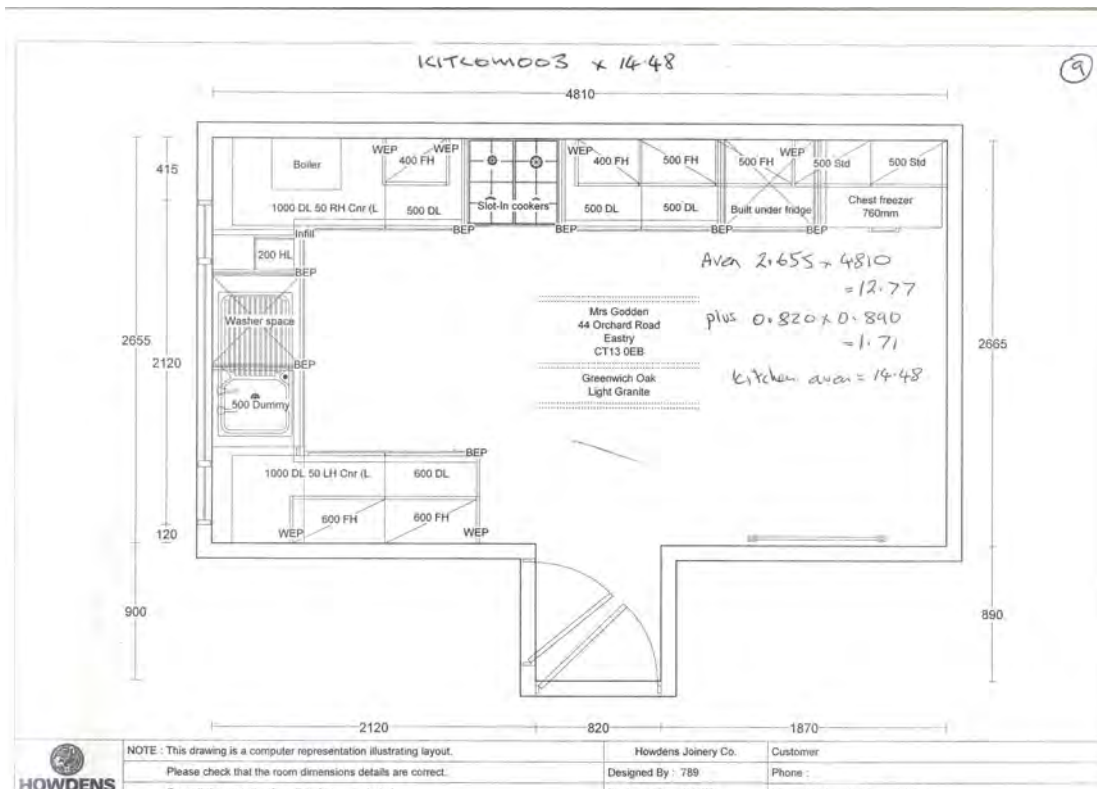 KITCOM003 x 14.48
9
4810
415
Boiler
WEP
WEP
400 FH
WEP
400 FH
500 FH
500 FH
WEP
500 Std
500 Std
1000 DL 50 RH Cnr (L
500 DL
Slot-In cookers
500 DL
500 DL
Built under fridge
Chest freezer
760mm
BEP
BEP
BEP
BEP
Infill
200 HL
BEP
Washer space
BEP
500 Dummy
2655
2120
2665
Area 2.655 x 4810
= 12.77
plus 0.820 x 0.890
= 1.71
kitchen area = 14.48
Mrs Godden
44 Orchard Road
Eastry
CT13 0EB
Greenwich Oak
Light Granite
BEP
1000 DL 50 LH Cnr (L
600 DL
600 FH
600 FH
WEP
WEP
120
900
890
2120
820
1870
HOWDENS
NOTE : This drawing is a computer representation illustrating layout.
Please check that the room dimensions details are correct.
Howdens Joinery Co.
Designed By : 789
Customer
Phone :